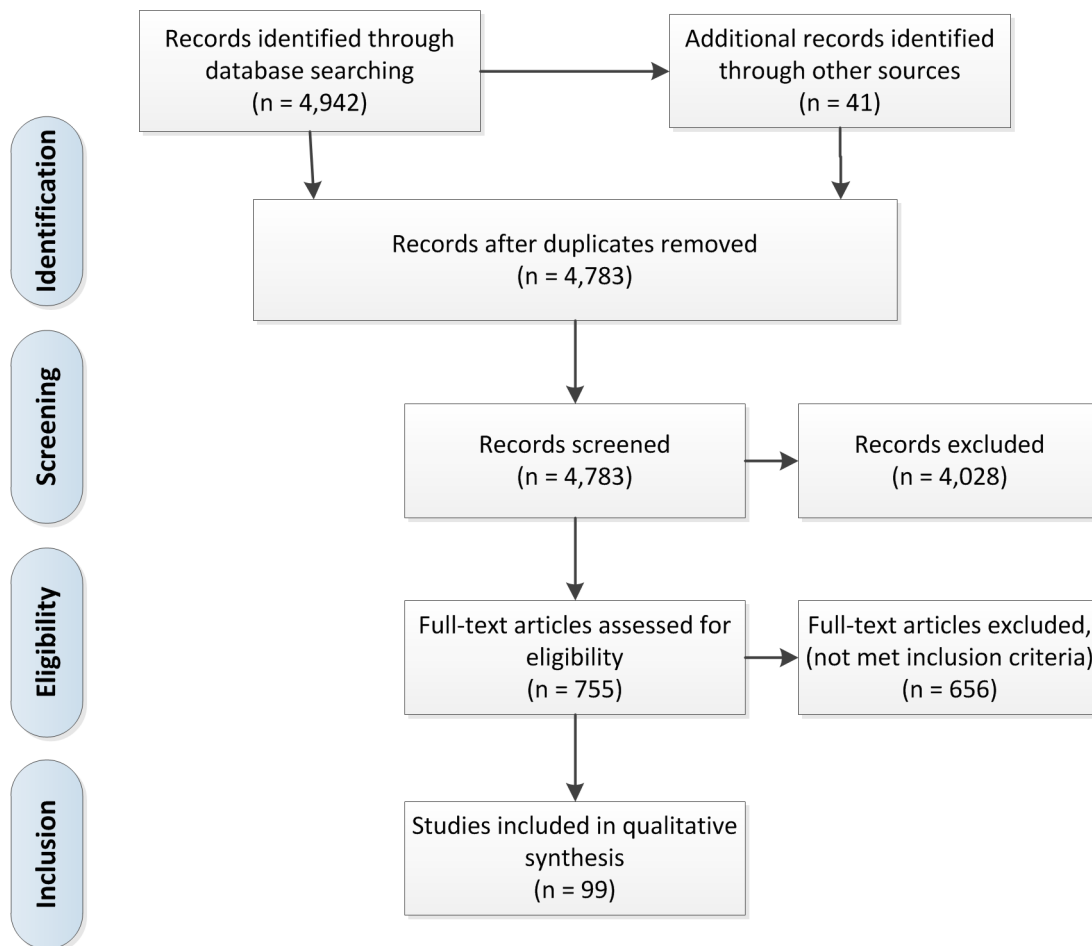 Records identified through
database searching
(n = 4,942)
Additional records identified
through other sources
(n = 41)
Identification
Records after duplicates removed
(n = 4,783)
Screening
Records screened
(n = 4,783)
Records excluded
(n = 4,028)
Eligibility
Full-text articles assessed for
eligibility
(n = 755)
Full-text articles excluded,
(not met inclusion criteria)
(n = 656)
Inclusion
Studies included in qualitative
synthesis
(n = 99)